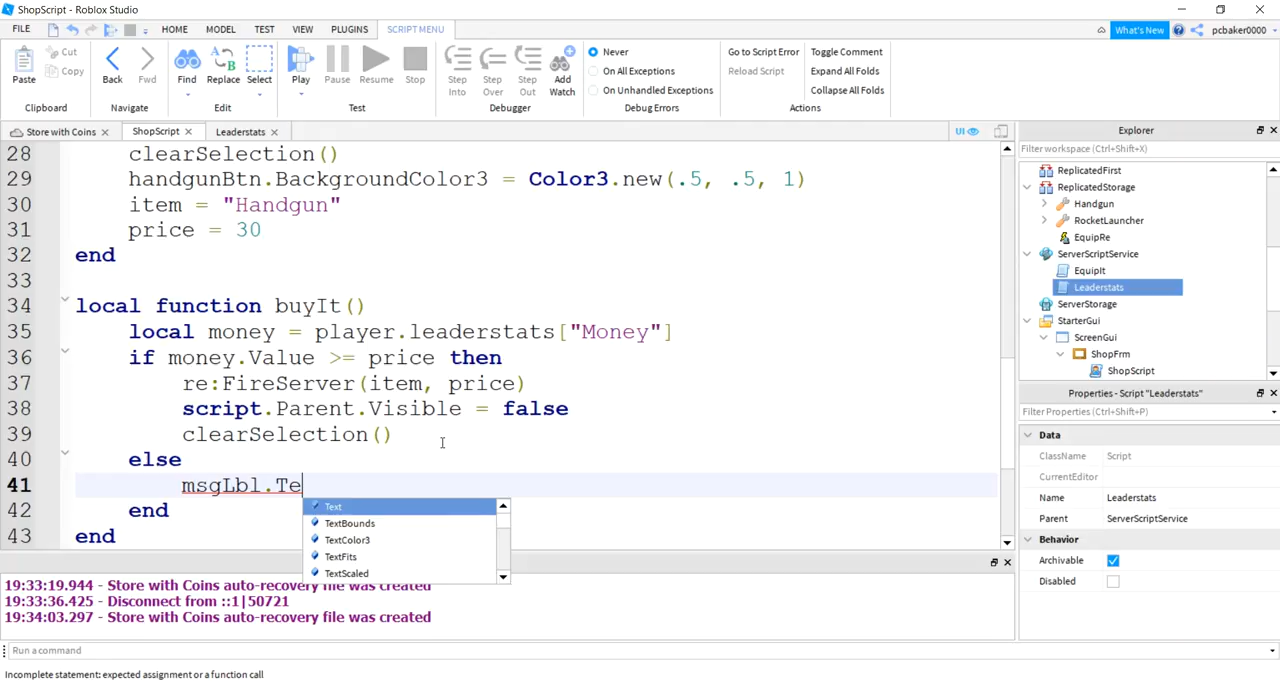 ShopScript - Roblox Studio
FILE HOME MODEL TEST VIEW PLUGINS SCRIPT MENU What's New pcbaker0000
Paste Cut Copy Clipboard
Back Fwd Navigate
Find Replace Select Edit
Play Pause Resume Stop Test
Step Into Step Over Step Out Add Watch Debugger
Never
On All Exceptions
On Unhandled Exceptions
Debug Errors
Go to Script Error Toggle Comment
Reload Script Expand All Folds
Collapse All Folds
Actions
Store with Coins ShopScript Leaderstats UI
28 clearSelection()
29 handgunBtn.BackgroundColor3 = Color3.new(.5, .5, 1)
30 item = "Handgun"
31 price = 30
32 end
33
34 local function buyIt()
35 local money = player.leaderstats["Money"]
36 if money.Value >= price then
37 re:FireServer(item, price)
38 script.Parent.Visible = false
39 clearSelection()
40 else
41 msgLbl.Te
42 end
43 end
Text
TextBounds
TextColor3
TextFits
TextScaled
19:33:19.944 - Store with Coins auto-recovery file was created
19:33:36.425 - Disconnect from ::1|50721
19:34:03.297 - Store with Coins auto-recovery file was created
Run a command
Incomplete statement: expected assignment or a function call
Explorer
Filter workspace (Ctrl+Shift+X)
ReplicatedFirst
ReplicatedStorage
Handgun
RocketLauncher
EquipRe
ServerScriptService
EquipIt
Leaderstats
ServerStorage
StarterGui
ScreenGui
ShopFrm
ShopScript
Properties - Script "Leaderstats"
Filter Properties (Ctrl+Shift+P)
Data
ClassName Script
CurrentEditor
Name Leaderstats
Parent ServerScriptService
Behavior
Archivable
Disabled